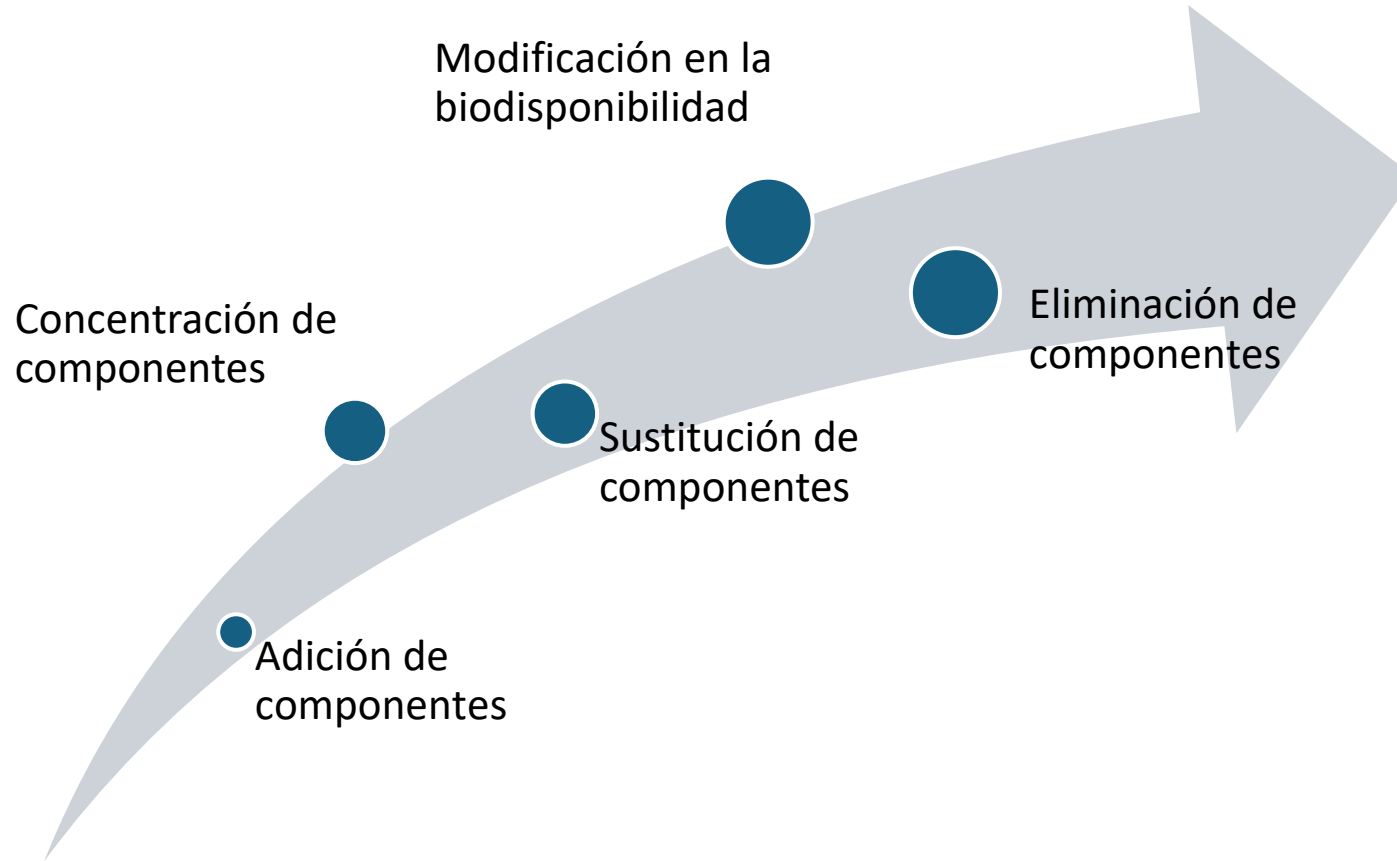 Modificación en la
biodisponibilidad
Concentración de
componentes
Eliminación de
componentes
Sustitución de
componentes
Adición de
componentes